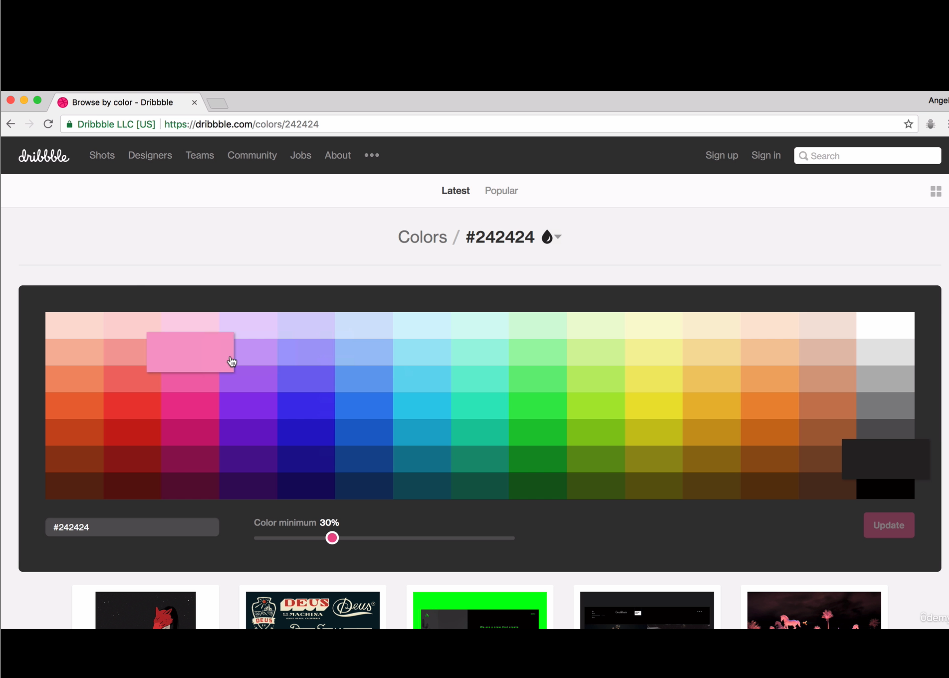 Browse by color - Dribbble
Angel
Dribbble LLC [US] https://dribbble.com/colors/242424
dribbble Shots Designers Teams Community Jobs About Sign up Sign in Search
Latest Popular
Colors / #242424
#242424
Color minimum 30%
Update
DEUS
EX
MACHINA
Deus
Udemy